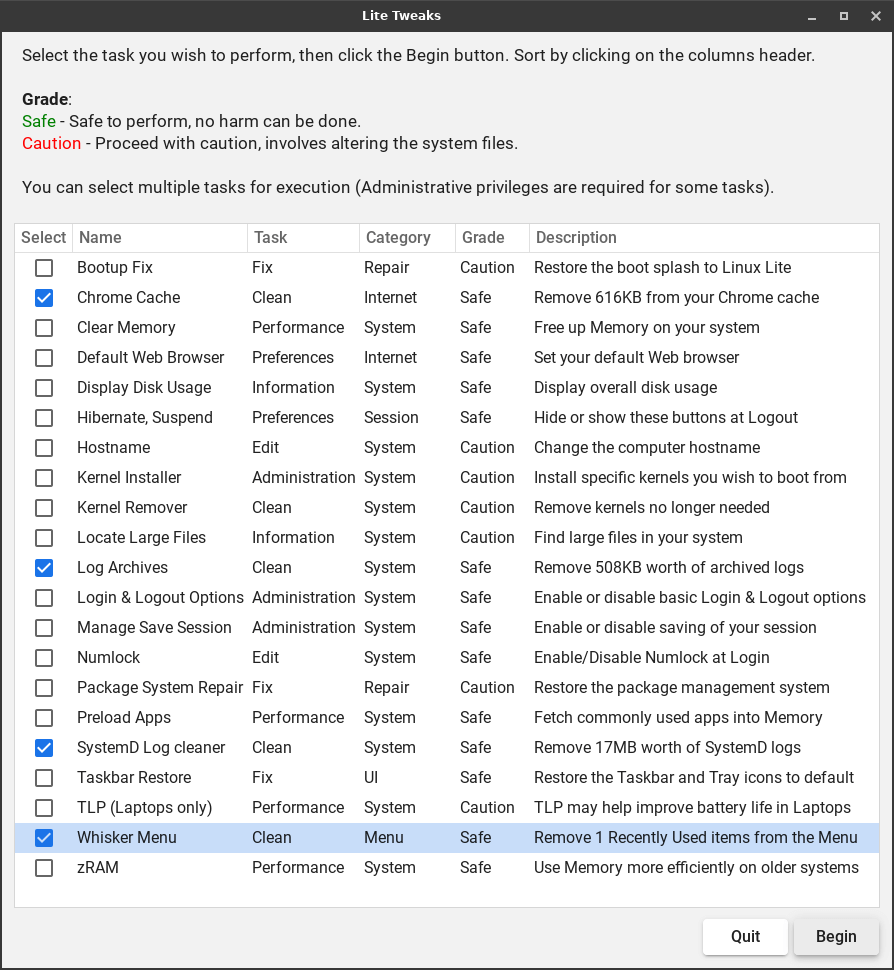 Lite Tweaks
Select the task you wish to perform, then click the Begin button. Sort by clicking on the columns header.
Grade:
Safe - Safe to perform, no harm can be done.
Caution - Proceed with caution, involves altering the system files.
You can select multiple tasks for execution (Administrative privileges are required for some tasks).
Select Name Task Category Grade Description
Bootup Fix Fix Repair Caution Restore the boot splash to Linux Lite
Chrome Cache Clean Internet Safe Remove 616KB from your Chrome cache
Clear Memory Performance System Safe Free up Memory on your system
Default Web Browser Preferences Internet Safe Set your default Web browser
Display Disk Usage Information System Safe Display overall disk usage
Hibernate, Suspend Preferences Session Safe Hide or show these buttons at Logout
Hostname Edit System Caution Change the computer hostname
Kernel Installer Administration System Caution Install specific kernels you wish to boot from
Kernel Remover Clean System Caution Remove kernels no longer needed
Locate Large Files Information System Caution Find large files in your system
Log Archives Clean System Safe Remove 508KB worth of archived logs
Login & Logout Options Administration System Safe Enable or disable basic Login & Logout options
Manage Save Session Administration System Safe Enable or disable saving of your session
Numlock Edit System Safe Enable/Disable Numlock at Login
Package System Repair Fix Repair Caution Restore the package management system
Preload Apps Performance System Safe Fetch commonly used apps into Memory
SystemD Log cleaner Clean System Safe Remove 17MB worth of SystemD logs
Taskbar Restore Fix UI Safe Restore the Taskbar and Tray icons to default
TLP (Laptops only) Performance System Caution TLP may help improve battery life in Laptops
Whisker Menu Clean Menu Safe Remove 1 Recently Used items from the Menu
zRAM Performance System Safe Use Memory more efficiently on older systems
Quit Begin